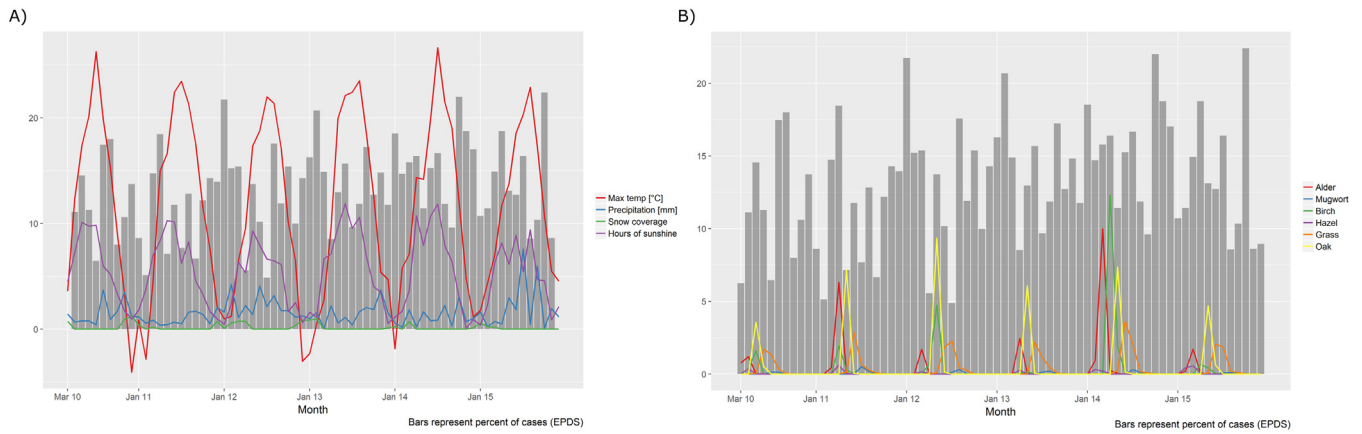 A)
20
10
0
Mar 10 Jan 11 Jan 12 Jan 13 Jan 14 Jan 15
Month
Bars represent percent of cases (EPDS)
Max temp [°C]
Precipitation [mm]
Snow coverage
Hours of sunshine
B)
20
15
10
5
0
Mar 10 Jan 11 Jan 12 Jan 13 Jan 14 Jan 15
Month
Bars represent percent of cases (EPDS)
Alder
Mugwort
Birch
Hazel
Grass
Oak